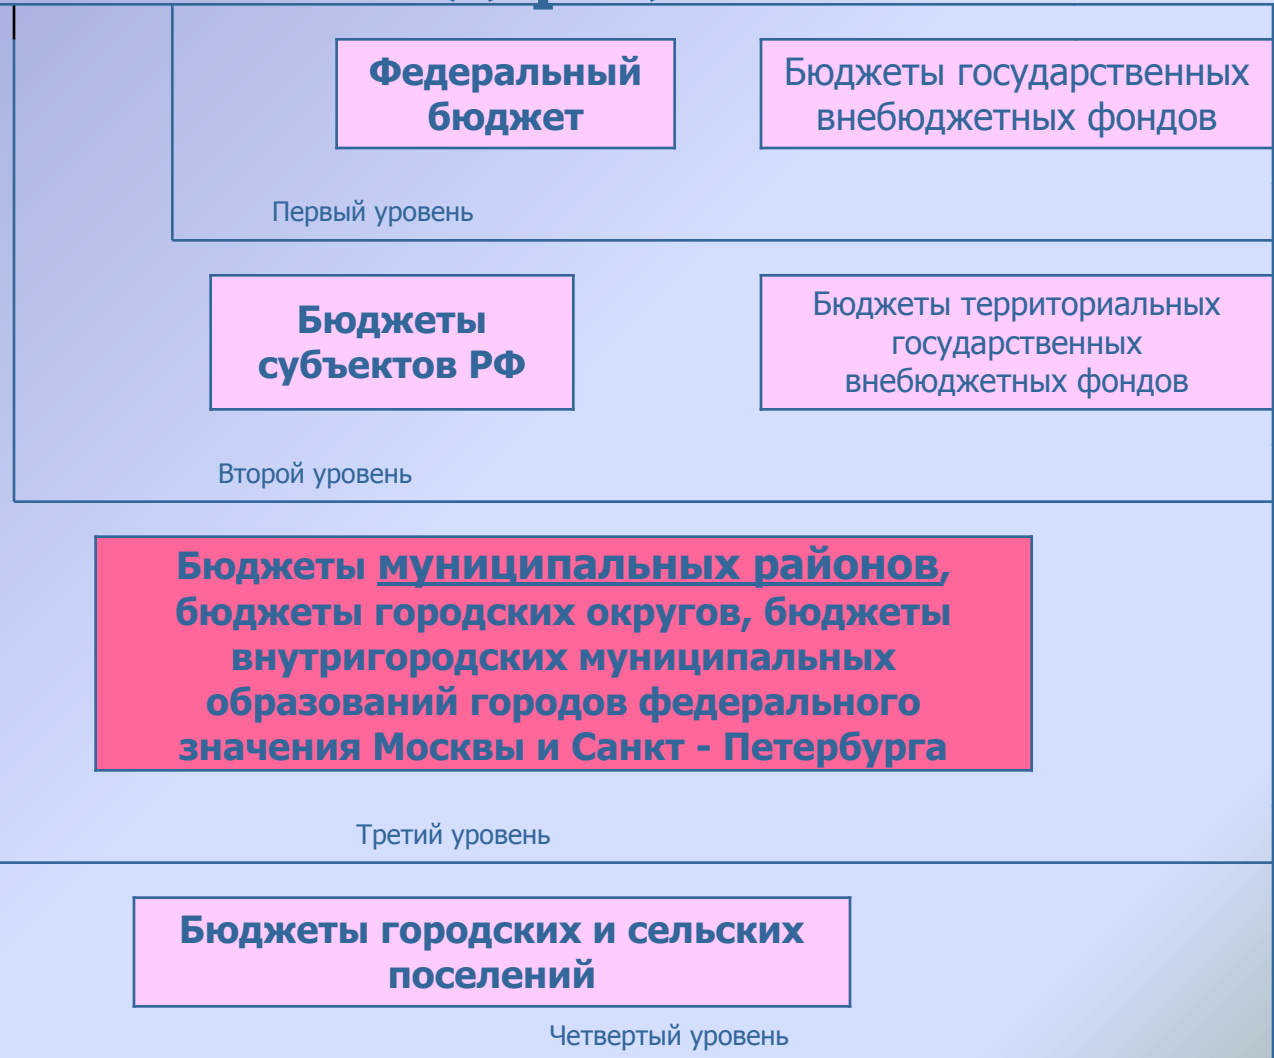 Федеральный
бюджет
Бюджеты государственных
внебюджетных фондов
Первый уровень
Бюджеты
субъектов РФ
Бюджеты территориальных
государственных
внебюджетных фондов
Второй уровень
Бюджеты муниципальных районов,
бюджеты городских округов, бюджеты
внутригородских муниципальных
образований городов федерального
значения Москвы и Санкт - Петербурга
Третий уровень
Бюджеты городских и сельских
поселений
Четвертый уровень